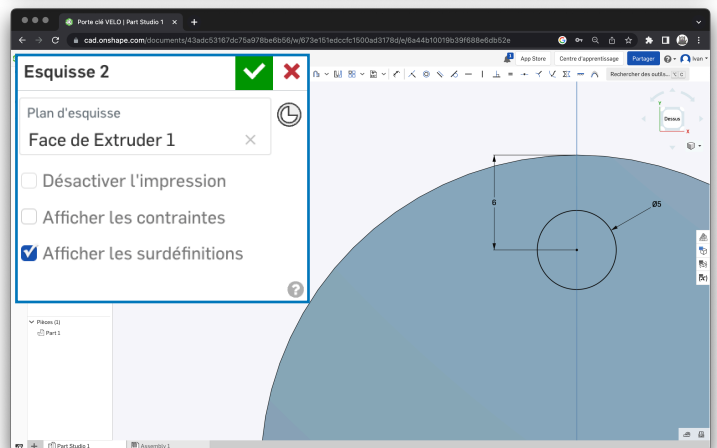 Porte clé VELO | Part Studio 1
cad.onshape.com/documents/43adc53167dc75a978be6b56/w/673e151edccfc1500ad3178d/e/6a44b10019b39f688e6db52e
App Store
Centre d'apprentissage
Partager
Ivan
Rechercher des outils...
Esquisse 2
Plan d'esquisse
Face de Extruder 1
Désactiver l'impression
Afficher les contraintes
Afficher les surdéfinitions
Y
Dessus
X
6
Ø5
Pièces (1)
Part 1
Part Studio 1
Assembly 1